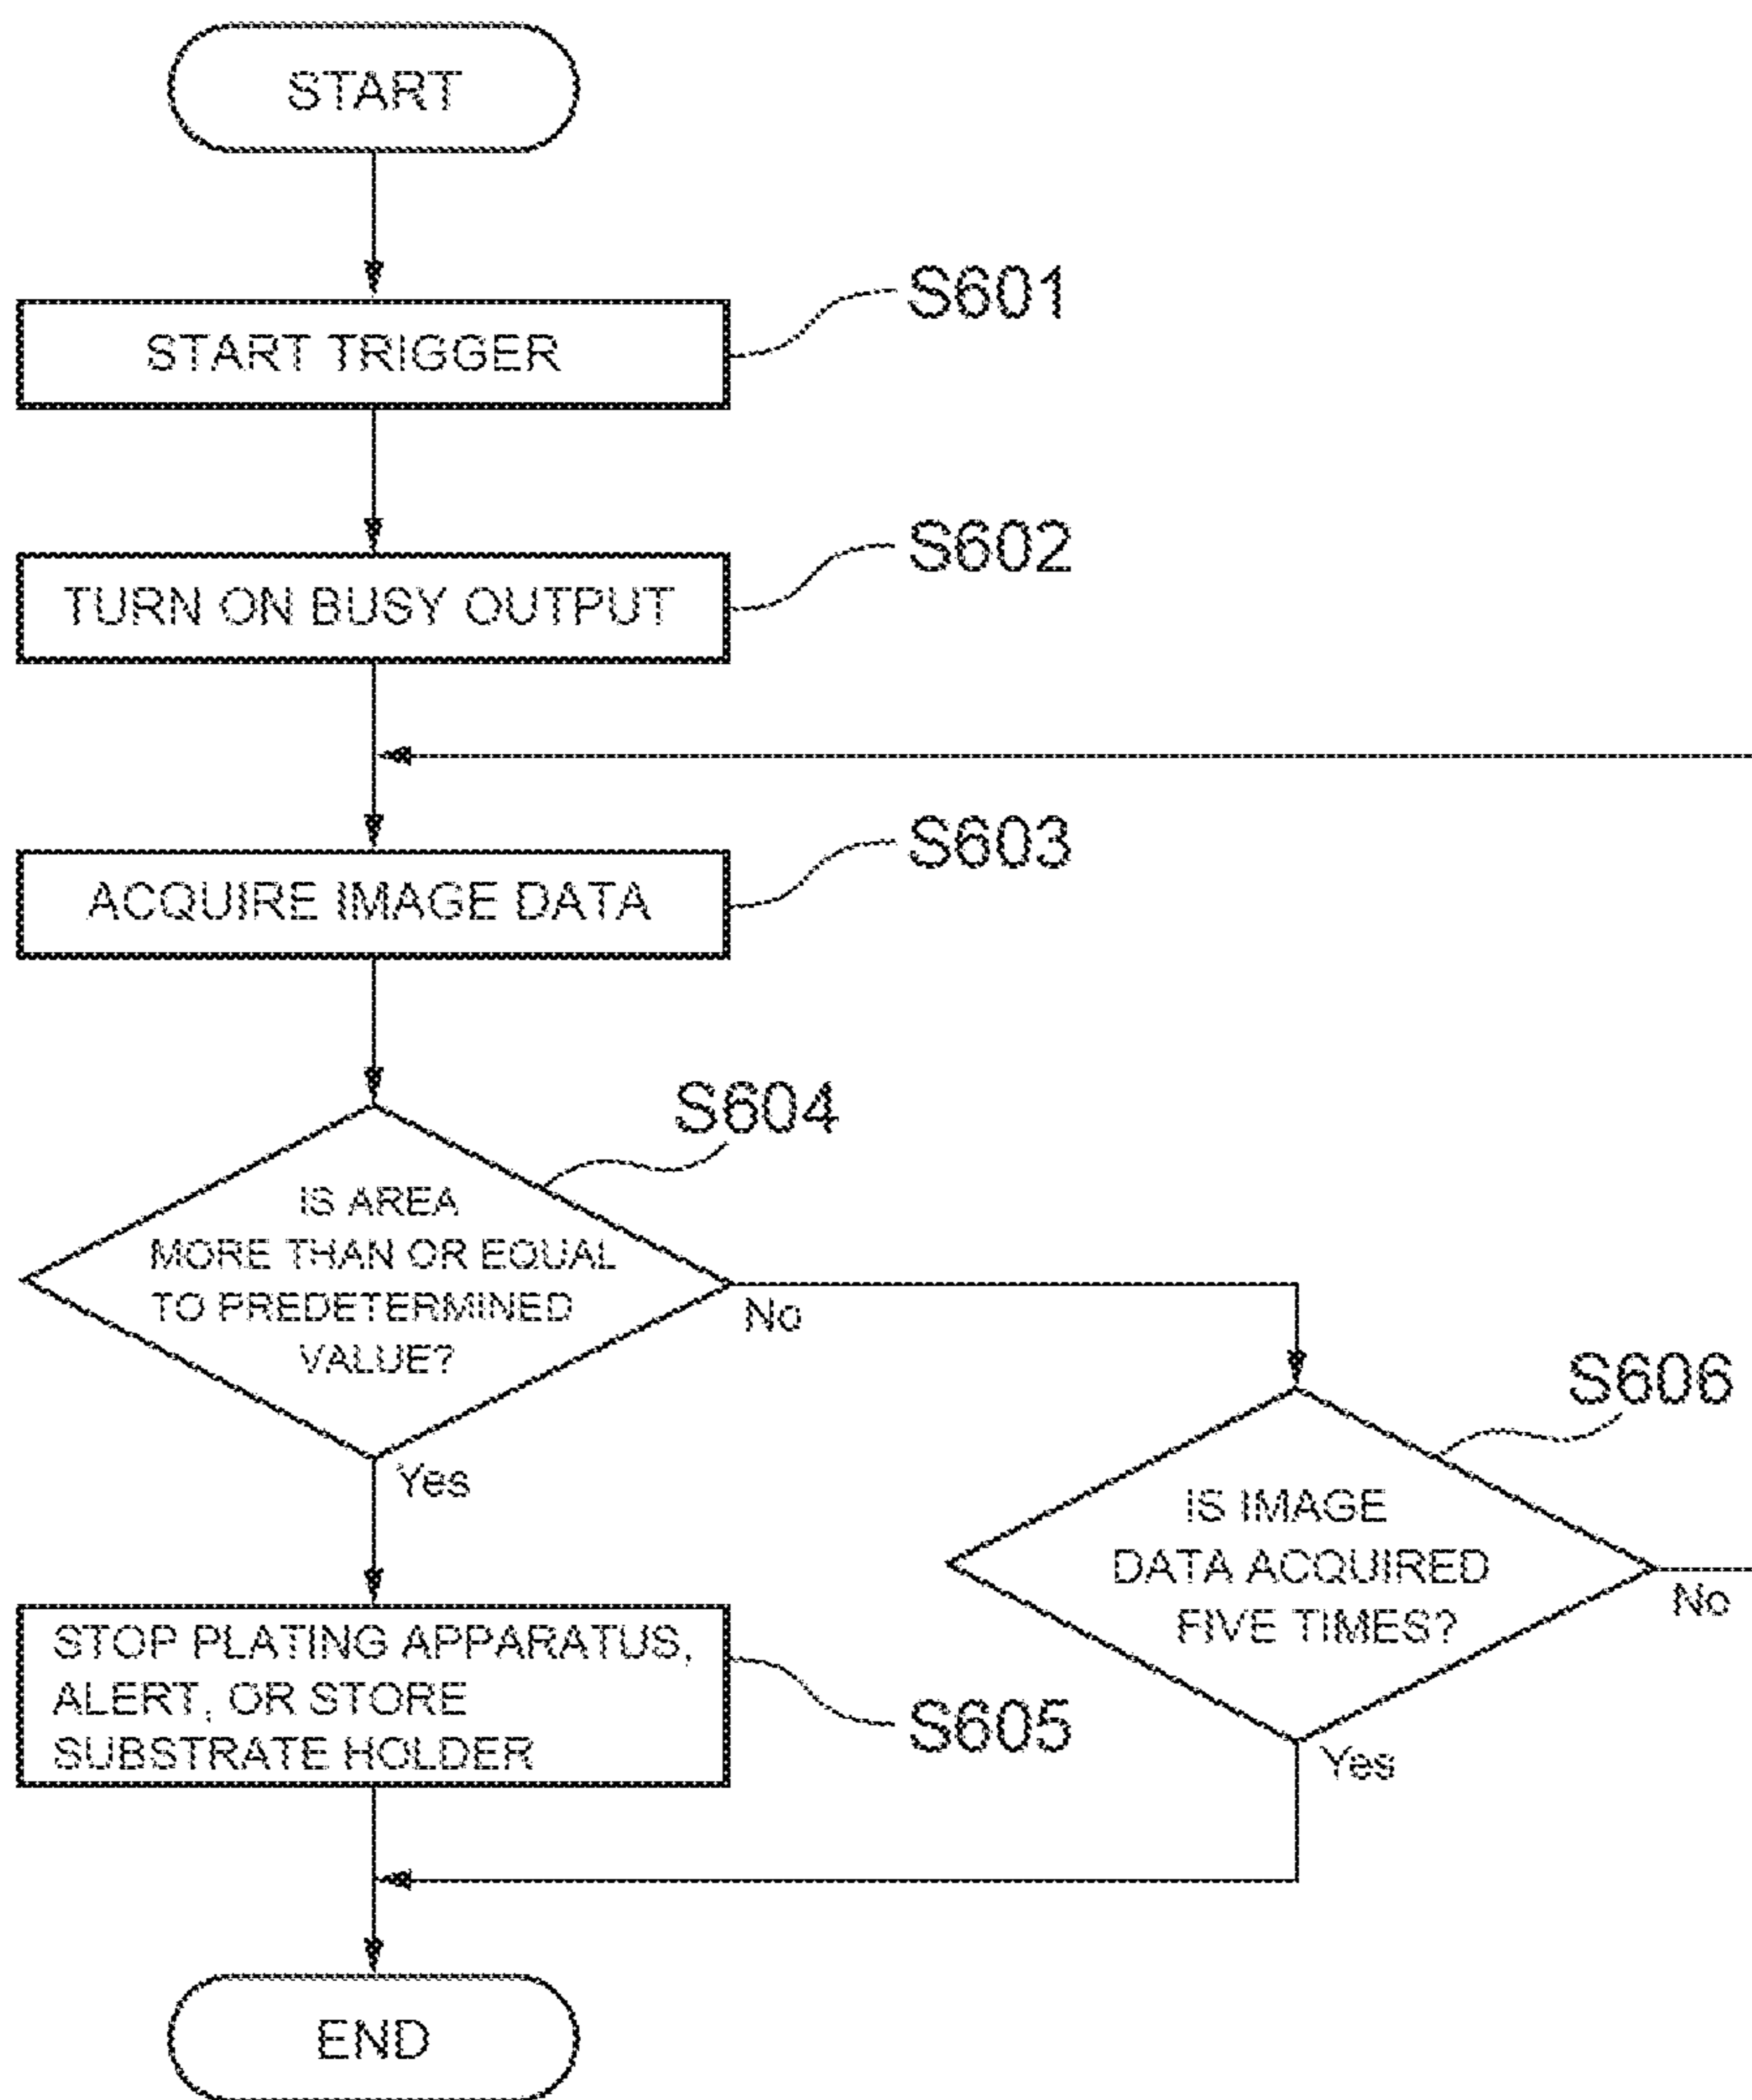 START
START TRIGGER
S601
TURN ON BUSY OUTPUT
S602
ACQUIRE IMAGE DATA
S603
S604
IS AREA
MORE THAN OR EQUAL
TO PREDETERMINED
VALUE?
No
Yes
S606
IS IMAGE
DATA ACQUIRED
FIVE TIMES?
No
Yes
STOP PLATING APPARATUS,
ALERT, OR STORE
SUBSTRATE HOLDER
S605
END